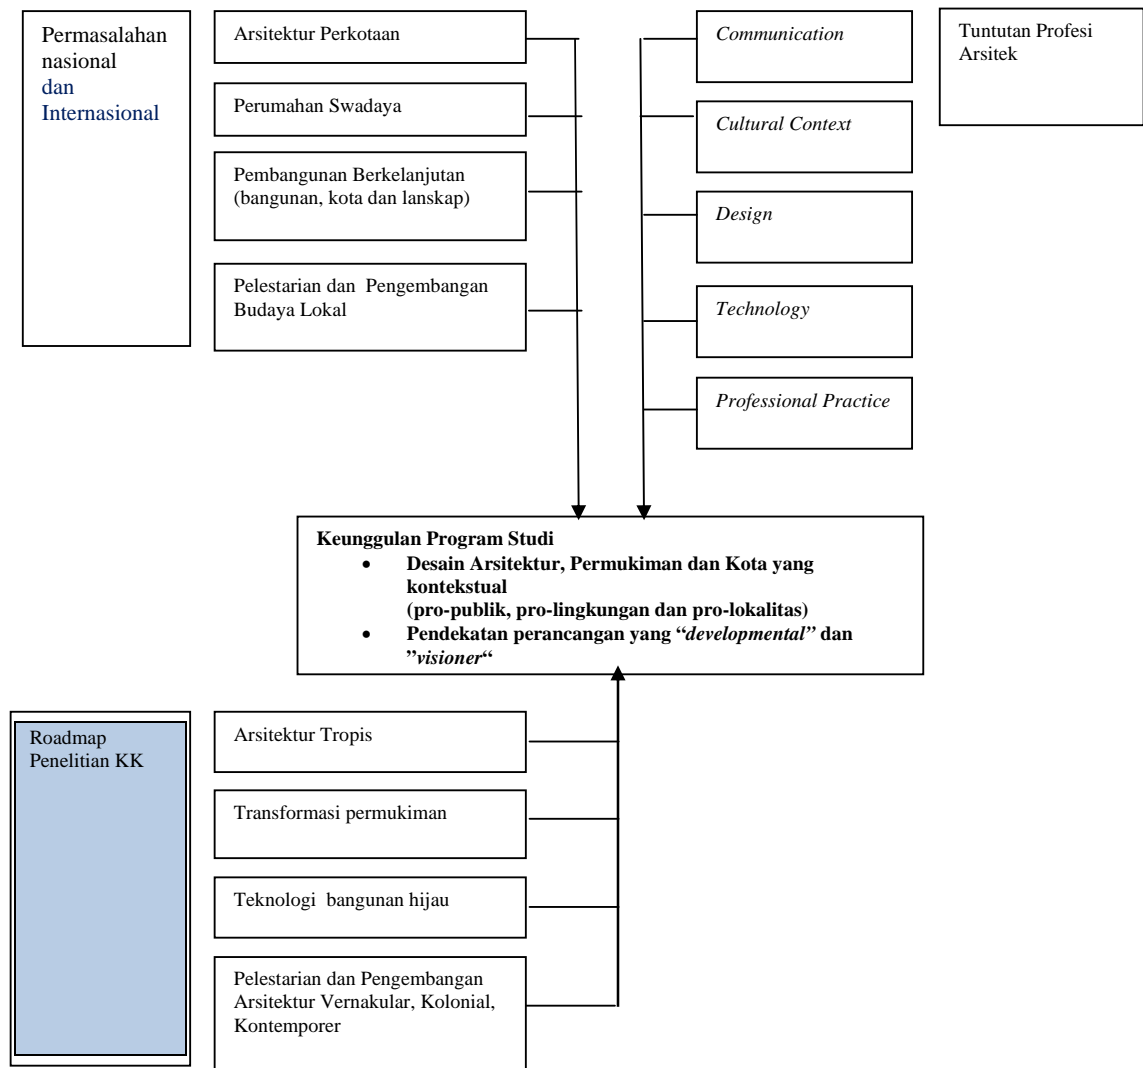 Permasalahan
nasional
dan
Internasional
Arsitektur Perkotaan
Perumahan Swadaya
Pembangunan Berkelanjutan
(bangunan, kota dan lanskap)
Pelestarian dan Pengembangan
Budaya Lokal
Communication
Cultural Context
Design
Technology
Professional Practice
Tuntutan Profesi
Arsitek
Keunggulan Program Studi
• Desain Arsitektur, Permukiman dan Kota yang
kontekstual
(pro-publik, pro-lingkungan dan pro-lokalitas)
• Pendekatan perancangan yang “developmental” dan
”visioner“
Roadmap
Penelitian KK
Arsitektur Tropis
Transformasi permukiman
Teknologi bangunan hijau
Pelestarian dan Pengembangan
Arsitektur Vernakular, Kolonial,
Kontemporer